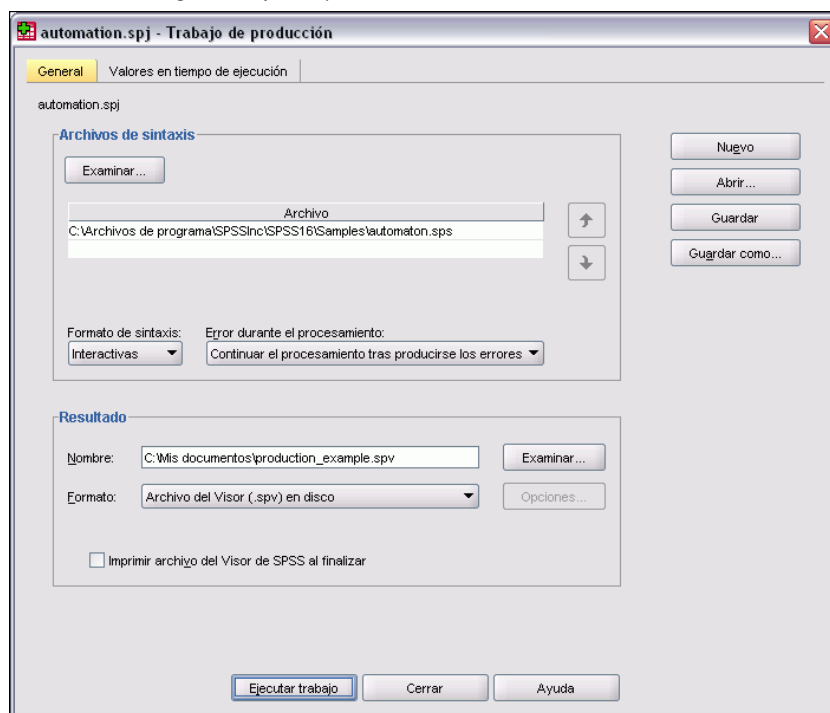 automation.spj - Trabajo de producción
General Valores en tiempo de ejecución
automation.spj
Archivos de sintaxis
Examinar...
Archivo
C:\Archivos de programa\SPSSInc\SPSS16\Samples\automaton.sps
Formato de sintaxis: Error durante el procesamiento:
Interactivas Continuar el procesamiento tras producirse los errores
Nuevo
Abrir...
Guardar
Guardar como...
Resultado
Nombre: C:\Mis documentos\production_example.spv Examinar...
Formato: Archivo del Visor (.spv) en disco Opciones...
Imprimir archivo del Visor de SPSS al finalizar
Ejecutar trabajo Cerrar Ayuda